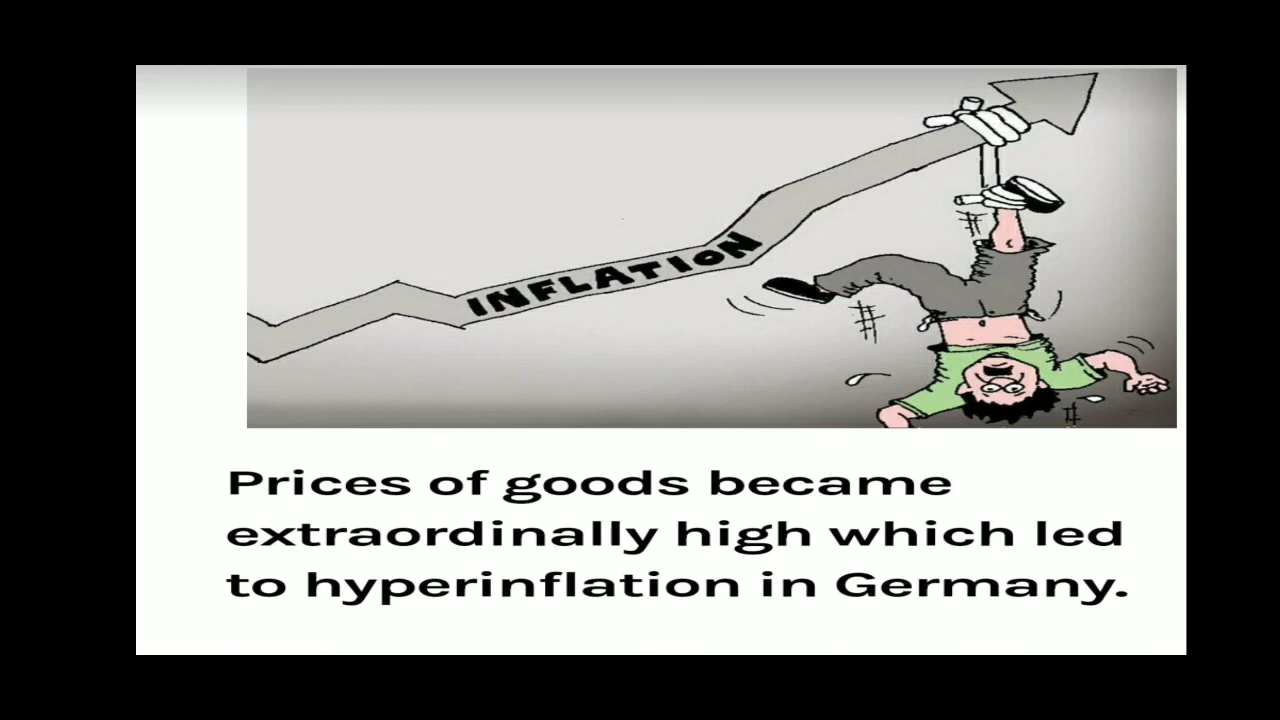 INFLATION
Prices of goods became
extraordinally high which led
to hyperinflation in Germany.